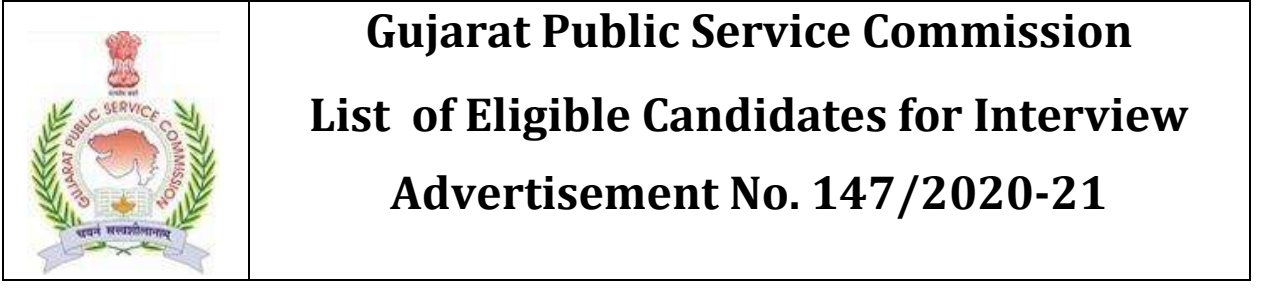 Gujarat Public Service Commission
List of Eligible Candidates for Interview
Advertisement No. 147/2020-21
GUJARAT PUBLIC SERVICE COMMISSION